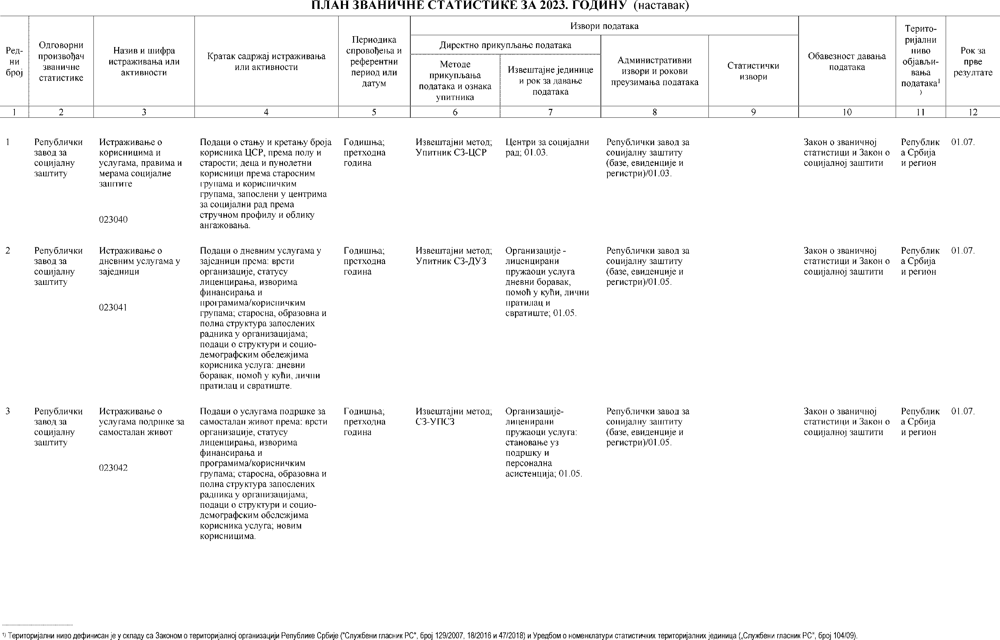 ПЛАН ЗВАНИЧНЕ СТАТИСТИКЕ ЗА 2023. ГОДИНУ (наставак)
Ред-
ни
број
Одговорни
произвођач
званичне
статистике
Назив и шифра
истраживања или
активности
Кратак садржај истраживања
или активности
Периодика
спровођења и
референтни
период или
датум
Извори података
Директно прикупљање података
Методе
прикупљања
података и ознака
упитника
Извештајне јединице
и рок за давање
података
Административни
извори и рокови
преузимања података
Статистички
извори
Обавезност давања
података
Терито-
ријални
ниво
објављи-
вања
података¹
)
Рок за
прве
резултате
1 2 3 4 5 6 7 8 9 10 11 12
1
Републички
завод за
социјалну
заштиту
Истраживање о
корисницима и
услугама, правима и
мерама социјалне
заштите
023040
Подаци о стању и кретању броја
корисника ЦСР, према полу и
старости; деца и пунолетни
корисници према старосним
групама и корисничким
групама, запослени у центрима
за социјални рад према
стручном профилу и облику
ангажовања.
Годишња;
претходна
година
Извештајни метод;
Упитник СЗ-ЦСР
Центри за социјални
рад; 01.03.
Републички завод за
социјалну заштиту
(базе, евиденције и
регистри)/01.03.
Закон о званичној
статистици и Закон о
социјалној заштити
Републик
а Србија
и регион
01.07.
2
Републички
завод за
социјалну
заштиту
Истраживање о
дневним услугама у
заједници
023041
Подаци о дневним услугама у
заједници према: врсти
организације, статусу
лиценцирања, изворима
финансирања и
програмима/корисничким
групама; старосна, образовна и
полна структура запослених
радника у организацијама;
подаци о структури и социо-
демографским обележјима
корисника услуга: дневни
боравак, помоћ у кући, лични
пратилац и свратиште.
Годишња;
претходна
година
Извештајни метод;
Упитник СЗ-ДУЗ
Организације -
лиценцирани
пружаоци услуга
дневни боравак,
помоћ у кући, лични
пратилац и
свратиште; 01.05.
Републички завод за
социјалну заштиту
(базе, евиденције и
регистри)/01.05.
Закон о званичној
статистици и Закон о
социјалној заштити
Републик
а Србија
и регион
01.07.
3
Републички
завод за
социјалну
заштиту
Истраживање о
услугама подршке за
самосталан живот
023042
Подаци о услугама подршке за
самосталан живот према: врсти
организације, статусу
лиценцирања, изворима
финансирања и
програмима/корисничким
групама; старосна, образовна и
полна структура запослених
радника у организацијама;
подаци о структури и социо-
демографским обележјима
корисника услуга; новим
корисницима.
Годишња;
претходна
година
Извештајни метод;
СЗ-УПСЗ
Организације-
лиценирани
пружаоци услуга:
становање уз
подршку и
персонална
асистенција; 01.05.
Републички завод за
социјалну заштиту
(базе, евиденције и
регистри)/01.05.
Закон о званичној
статистици и Закон о
социјалној заштити
Републик
а Србија
и регион
01.07.
¹⁾ Територијални ниво дефинисан је у складу са Законом о територијалној организацији Републике Србије ("Службени гласник РС", број 129/2007, 18/2016 и 47/2018) и Уредбом о номенклатури статистичких територијалних јединица („Службени гласник РС", број 104/09).